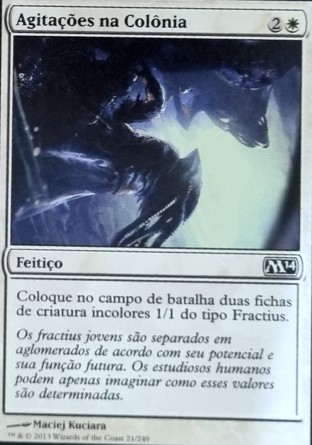 Agitações na Colônia 2
Feitiço M14
Coloque no campo de batalha duas fichas
de criatura incolores 1/1 do tipo Fractius.
Os fractius jovens são separados em
aglomerados de acordo com seu potencial e
sua função futura. Os estudiosos humanos
podem apenas imaginar como esses valores
são determinadas.
Maciej Kuciara
™ & © 2013 Wizards of the Coast 21/249